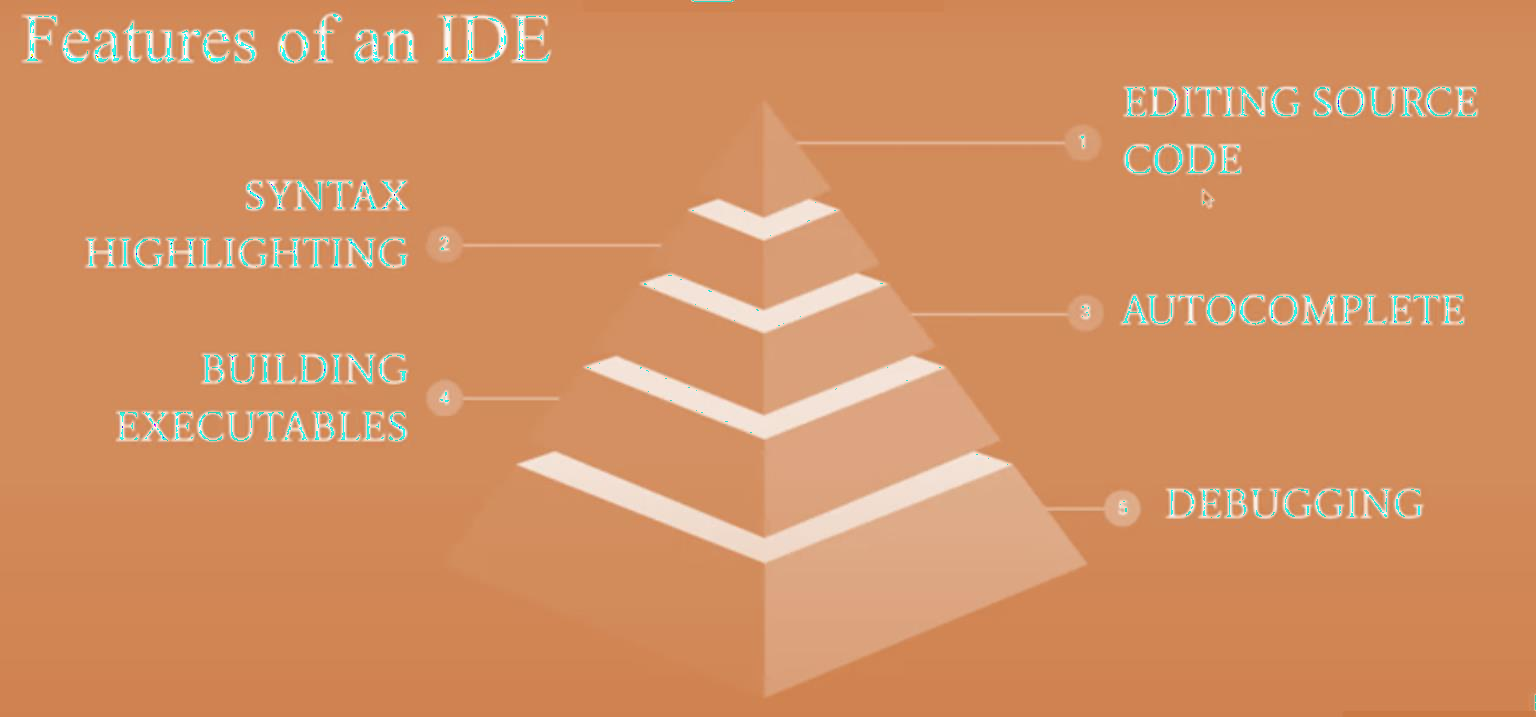 Features of an IDE
1
EDITING SOURCE
CODE
SYNTAX
HIGHLIGHTING
2
3
AUTOCOMPLETE
BUILDING
EXECUTABLES
4
5
DEBUGGING